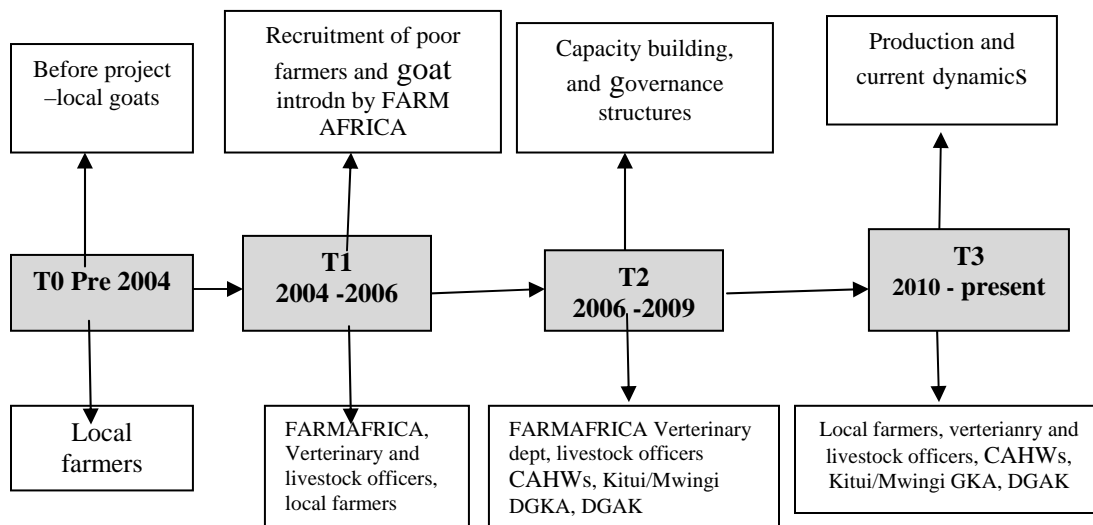 Before project
–local goats
Recruitment of poor
farmers and goat
introdn by FARM
AFRICA
Capacity building,
and governance
structures
Production and
current dynamicS
T0 Pre 2004
T1
2004 -2006
T2
2006 -2009
T3
2010 - present
Local
farmers
FARMAFRICA,
Verterinary and
livestock officers,
local farmers
FARMAFRICA Verterinary
dept, livestock officers
CAHWs, Kitui/Mwingi
DGKA, DGAK
Local farmers, verterianry and
livestock officers, CAHWs,
Kitui/Mwingi GKA, DGAK